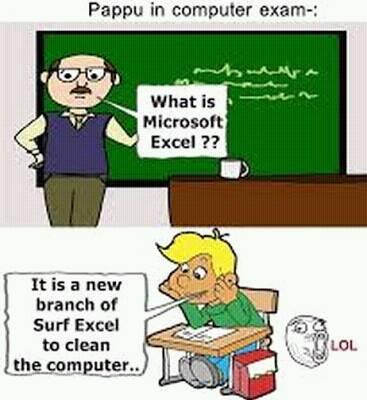 Pappu in computer exam-:
What is
Microsoft
Excel ??
It is a new
branch of
Surf Excel
to clean
the computer..
LOL